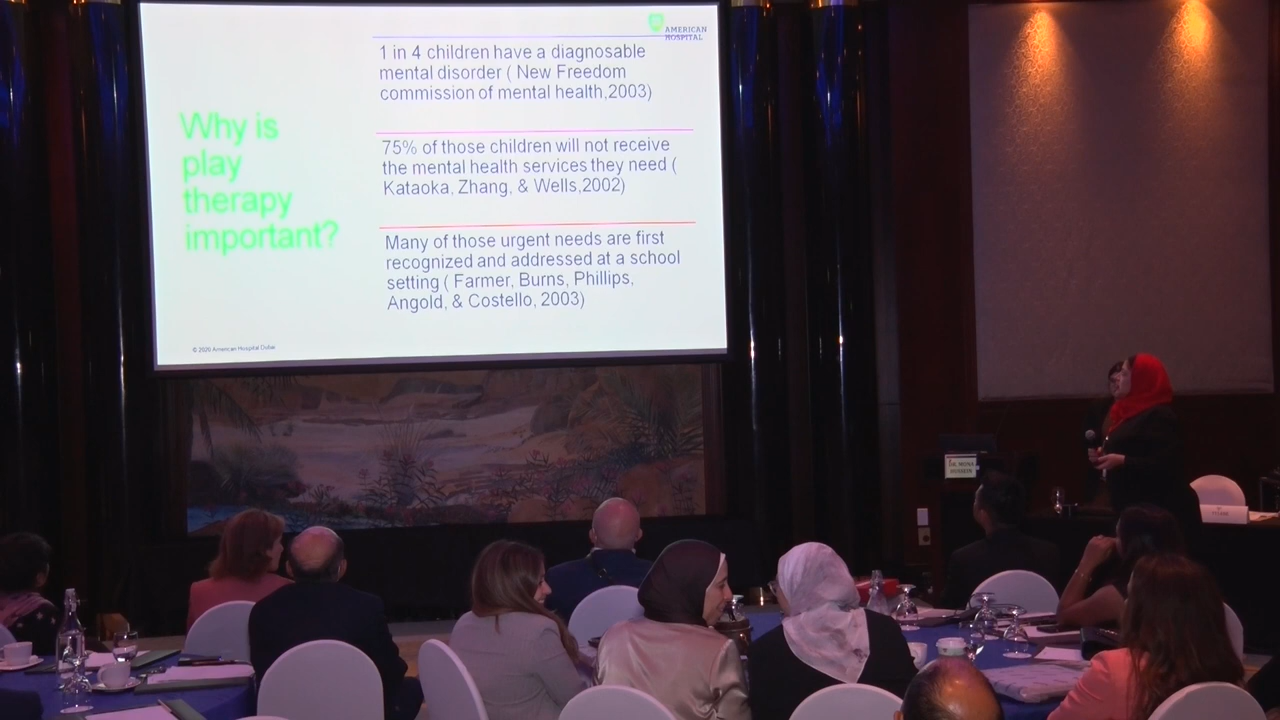 AMERICAN
HOSPITAL
Why is
play
therapy
important?
1 in 4 children have a diagnosable
mental disorder ( New Freedom
commission of mental health,2003)
75% of those children will not receive
the mental health services they need (
Kataoka, Zhang, & Wells,2002)
Many of those urgent needs are first
recognized and addressed at a school
setting ( Farmer, Burns, Phillips,
Angold, & Costello, 2003)
© 2020 American Hospital Dubai